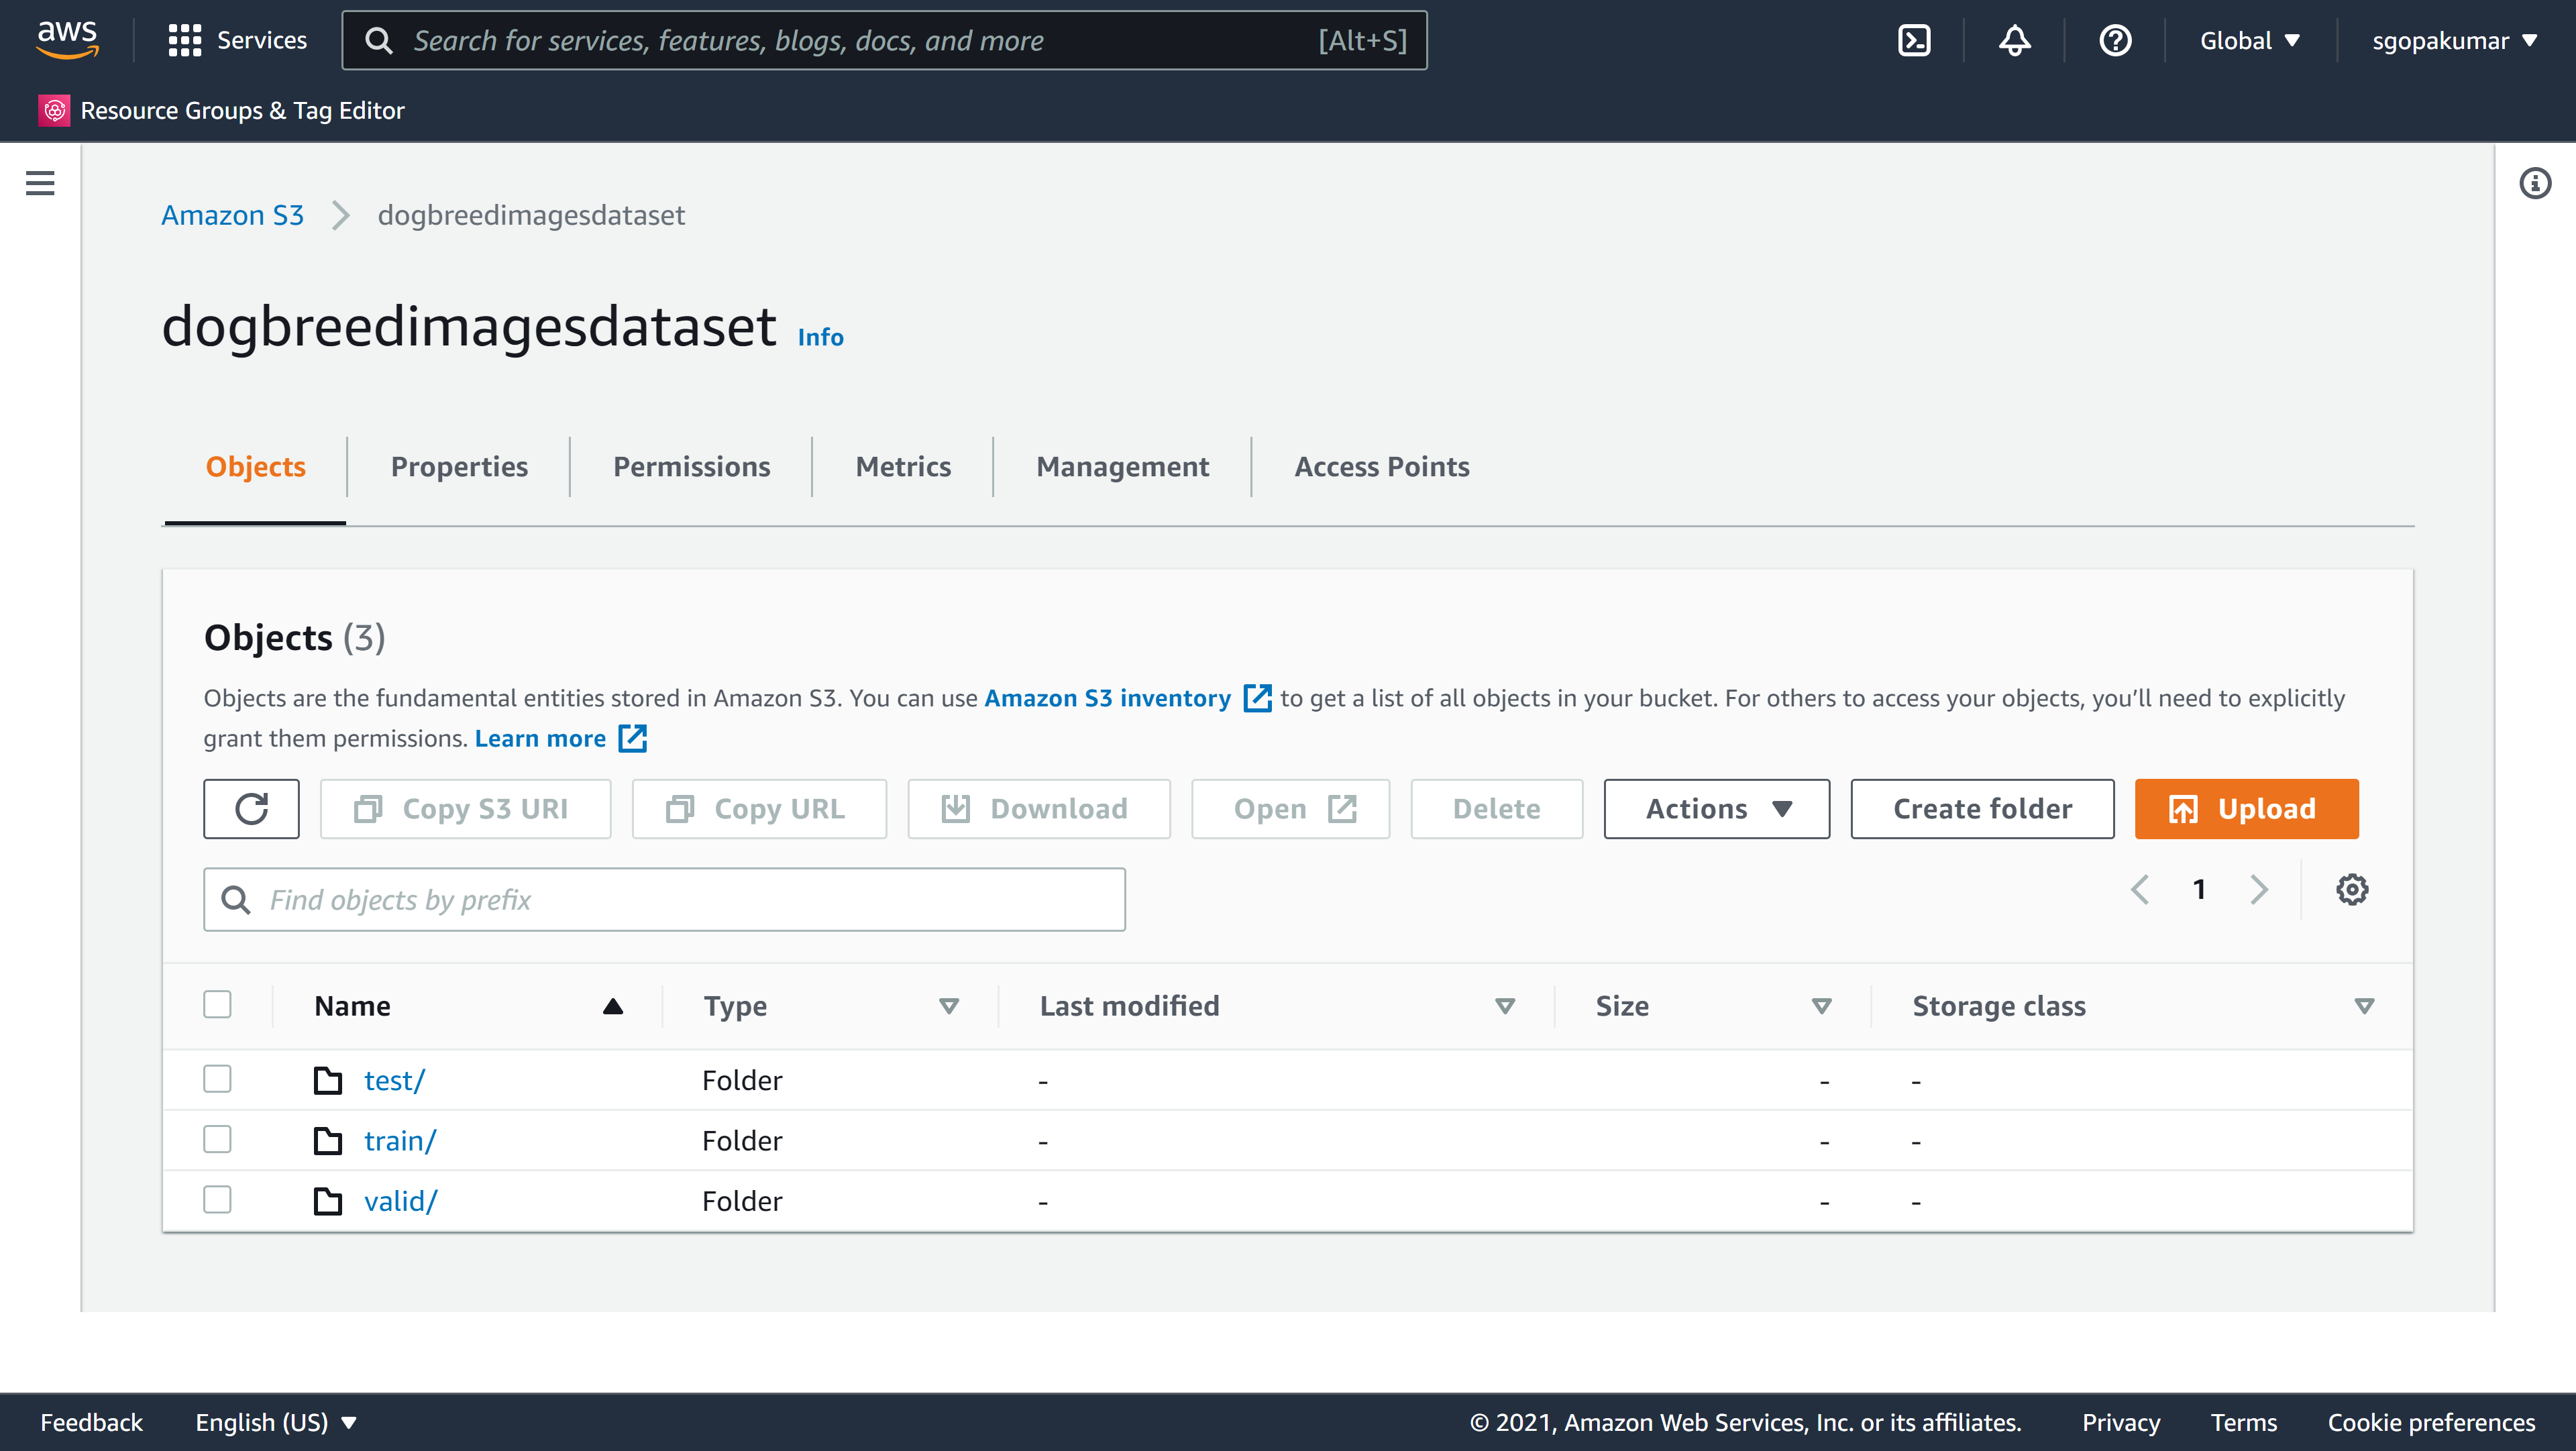 aws Services Search for services, features, blogs, docs, and more [Alt+S] Global sgopakumar
Resource Groups & Tag Editor
Amazon S3 dogbreedimagesdataset
dogbreedimagesdataset Info
Objects Properties Permissions Metrics Management Access Points
Objects (3)
Objects are the fundamental entities stored in Amazon S3. You can use Amazon S3 inventory to get a list of all objects in your bucket. For others to access your objects, you’ll need to explicitly
grant them permissions. Learn more
Copy S3 URI Copy URL Download Open Delete Actions Create folder Upload
Find objects by prefix 1
Name Type Last modified Size Storage class
test/ Folder - - -
train/ Folder - - -
valid/ Folder - - -
Feedback English (US) © 2021, Amazon Web Services, Inc. or its affiliates. Privacy Terms Cookie preferences